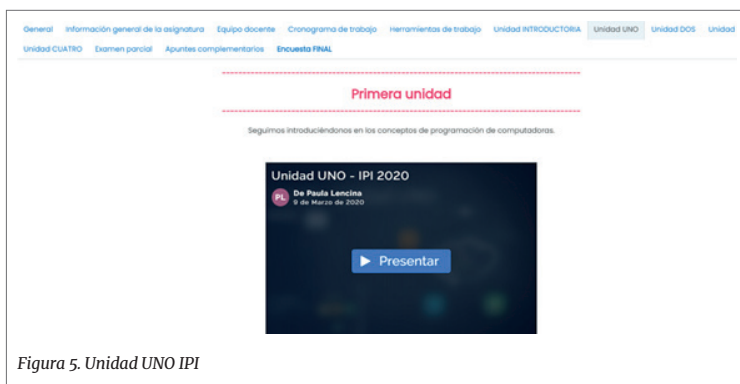 General Información general de la asignatura Equipo docente Cronograma de trabajo Herramientas de trabajo Unidad INTRODUCTORIA Unidad UNO Unidad DOS Unidad
Unidad CUATRO Examen parcial Apuntes complementarios Encuesta FINAL
Primera unidad
Seguimos introduciéndonos en los conceptos de programación de computadoras.
Unidad UNO - IPI 2020
PL De Paula Lencina
9 de Marzo de 2020
Presentar
Figura 5. Unidad UNO IPI